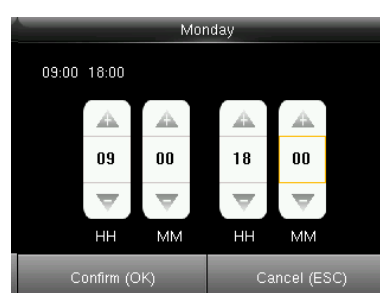 Monday
09:00 18:00
09 00 18 00
HH MM HH MM
Confirm (OK) Cancel (ESC)